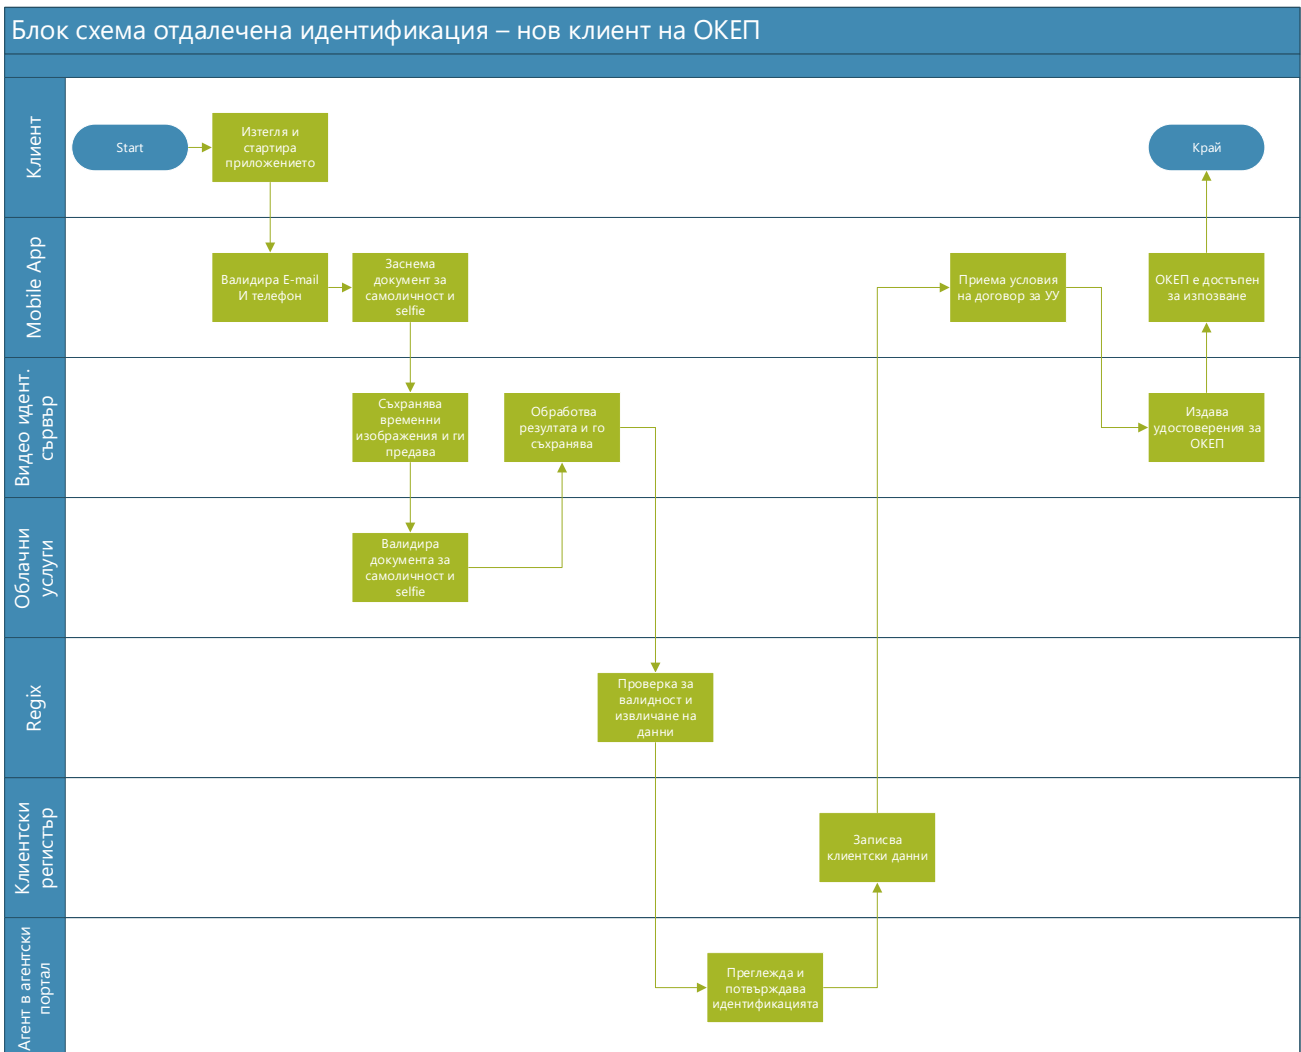 Блок схема отдалечена идентификация – нов клиент на ОКЕП
Клиент
Start
Изтегля и
стартира
приложението
Край
Mobile App
Валидира E-mail
И телефон
Заснема
документ за
самоличност и
selfie
Приема условия
на договор за УУ
ОКЕП е достъпен
за изпозване
Видео идент.
сървър
Съхранява
временни
изображения и ги
предава
Обработва
резултата и го
съхранява
Издава
удостоверения за
ОКЕП
Облачни
услуги
Валидира
документа за
самоличност и
selfie
Regix
Проверка за
валидност и
извличане на
данни
Клиентски
регистър
Записва
клиентски данни
Агент в агентски
портал
Преглежда и
потвърждава
идентификацията